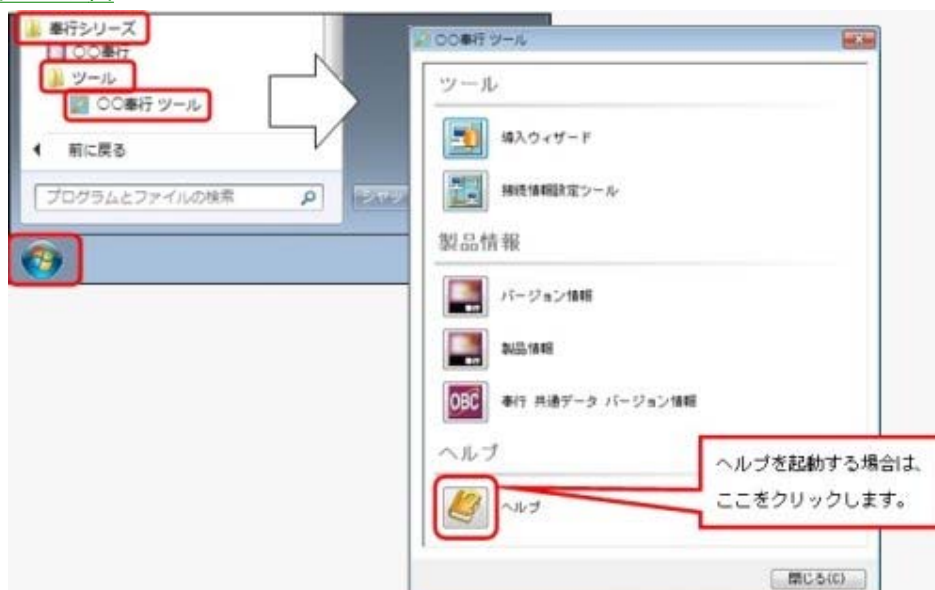 奉行シリーズ
〇〇奉行
ツール
〇〇奉行 ツール
前に戻る
プログラムとファイルの検索
シャッ
〇〇奉行 ツール
ツール
導入ウィザード
接続情報設定ツール
製品情報
バージョン情報
製品情報
OBC
奉行 共通データ バージョン情報
ヘルプ
ヘルプ
ヘルプを起動する場合は、
ここをクリックします。
閉じる(C)